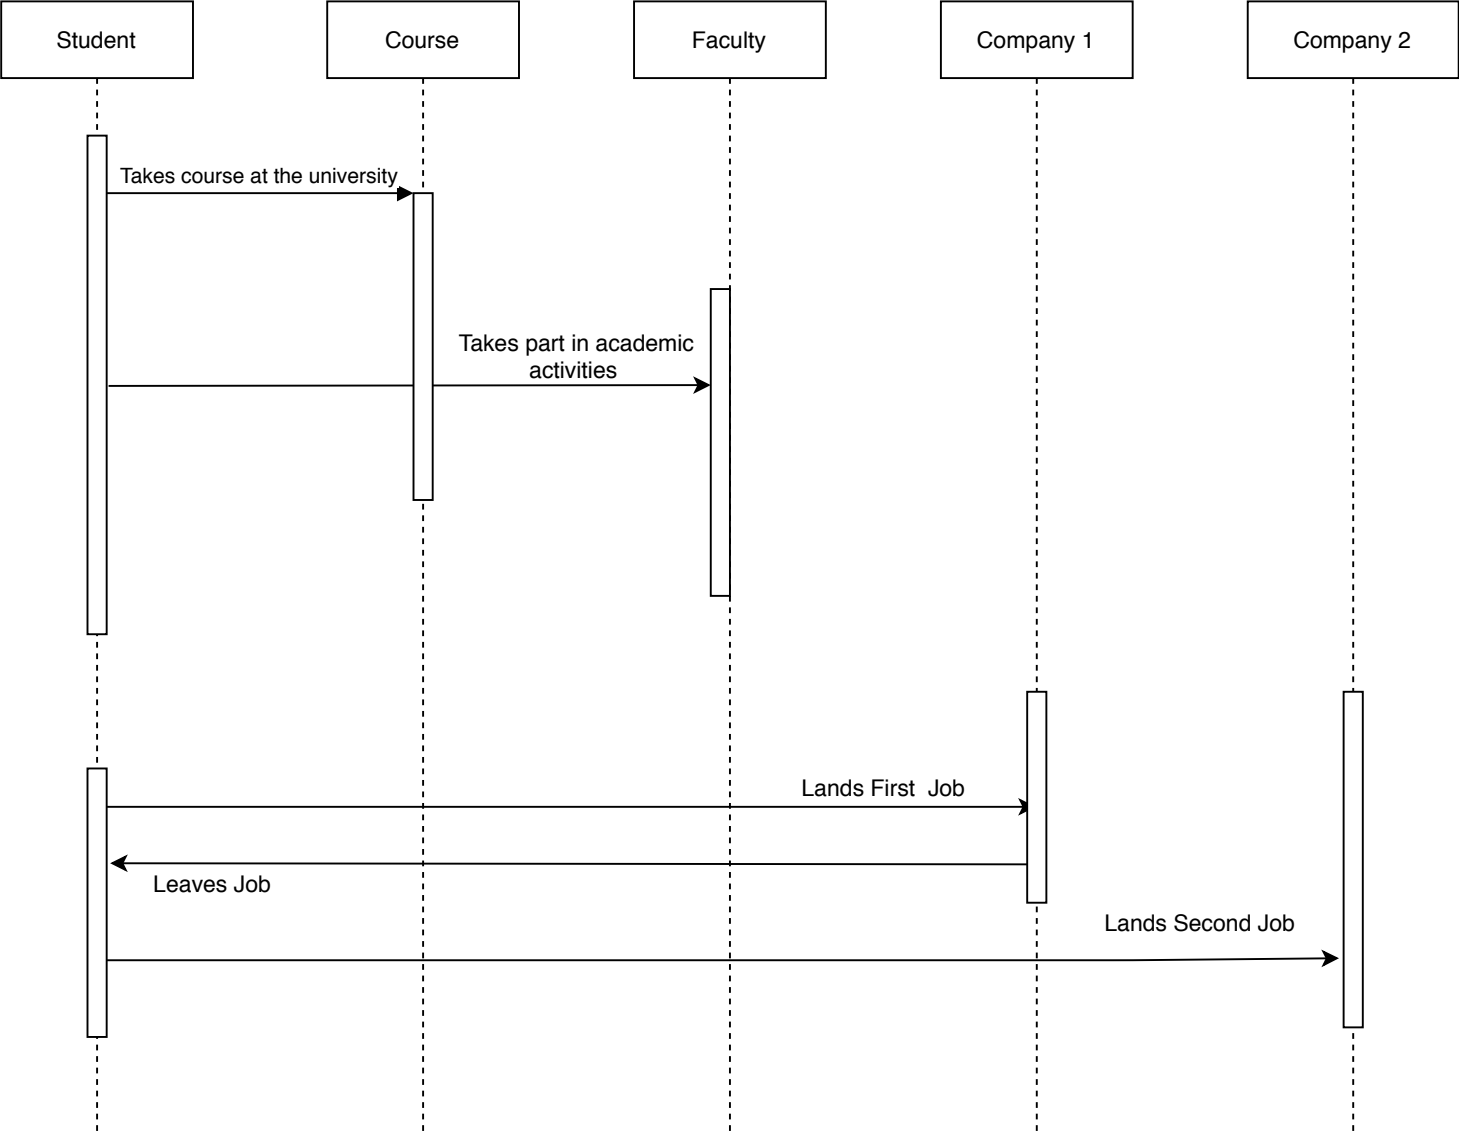 Student
Course
Faculty
Company 1
Company 2
Takes course at the university
Takes part in academic
activities
Lands First  Job
Leaves Job
Lands Second Job